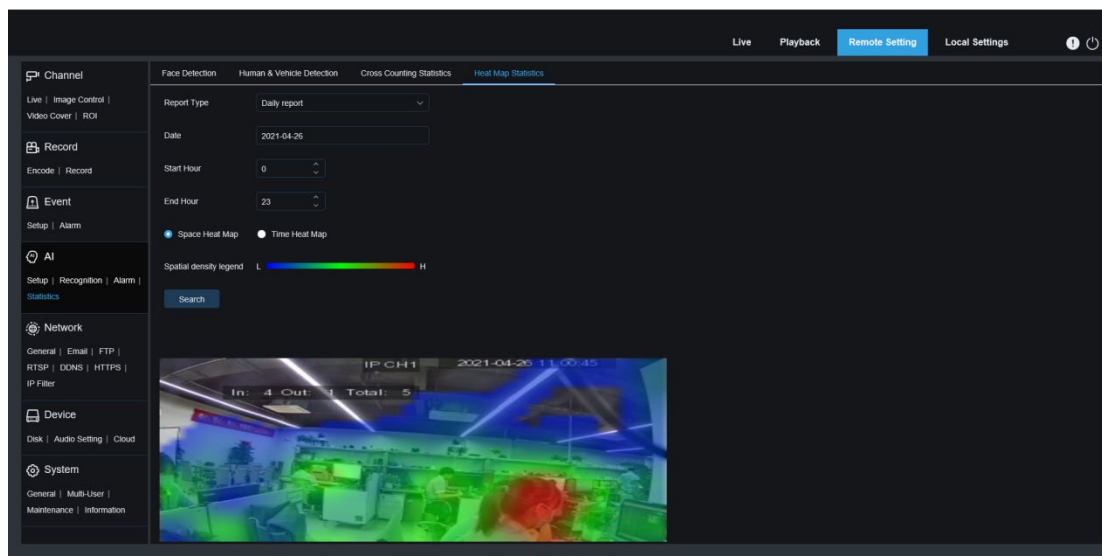 Live Playback Remote Setting Local Settings
Channel
Live | Image Control |
Video Cover | ROI
Record
Encode | Record
Event
Setup | Alarm
AI
Setup | Recognition | Alarm |
Statistics
Network
General | Email | FTP |
RTSP | DDNS | HTTPS |
IP Filter
Device
Disk | Audio Setting | Cloud
System
General | Multi-User |
Maintenance | Information
Face Detection Human & Vehicle Detection Cross Counting Statistics Heat Map Statistics
Report Type Daily report
Date 2021-04-26
Start Hour 0
End Hour 23
Space Heat Map Time Heat Map
Spatial density legend L H
Search
IP CH1 2021-04-26 11:00:45
In: 4 Out: 1 Total: 5